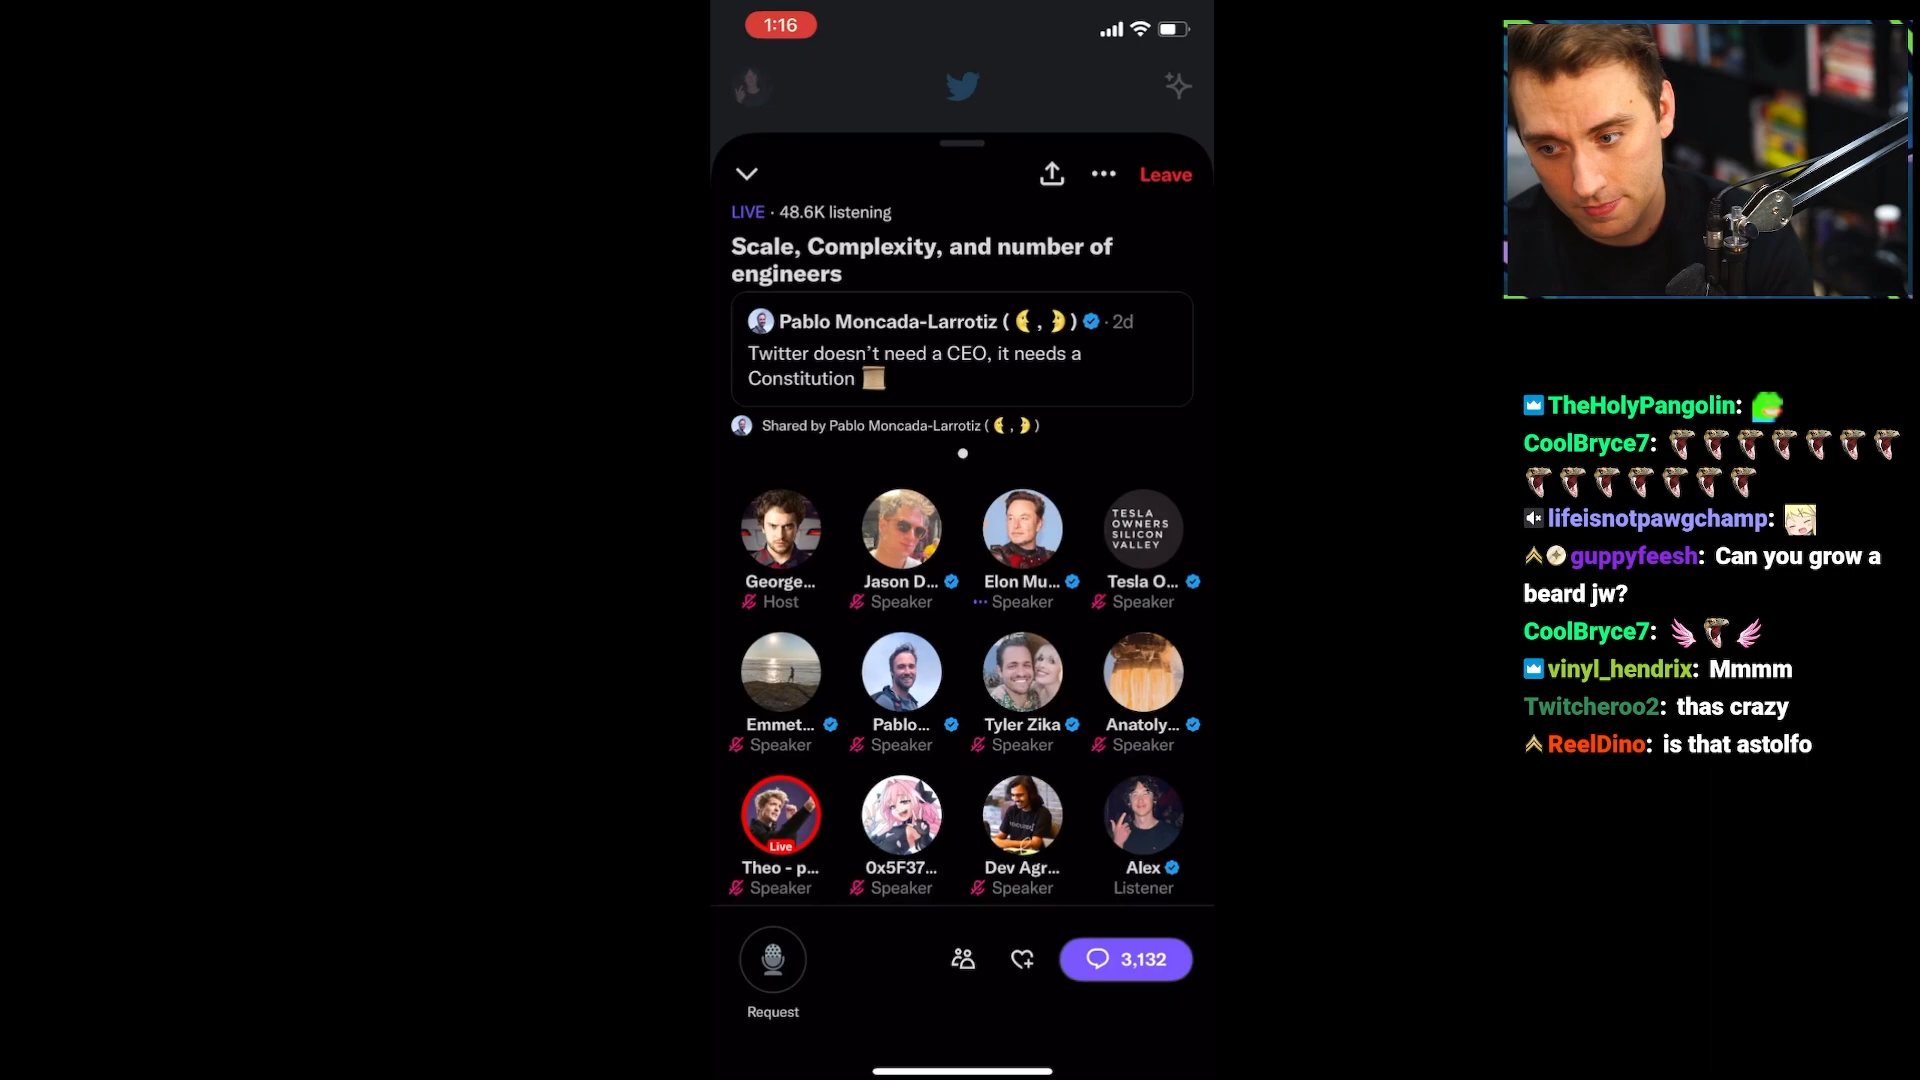 1:16
Leave
LIVE · 48.6K listening
Scale, Complexity, and number of
engineers
Pablo Moncada-Larrotiz (🌜, 🌛) · 2d
Twitter doesn't need a CEO, it needs a
Constitution 📜
Shared by Pablo Moncada-Larrotiz (🌜, 🌛)
TESLA
OWNERS
SILICON
VALLEY
George... Jason D... Elon Mu... Tesla O...
Host Speaker Speaker Speaker
Emmet... Pablo... Tyler Zika Anatoly...
Speaker Speaker Speaker Speaker
Live
Theo - p... 0x5F37... Dev Agr... Alex
Speaker Speaker Speaker Listener
3,132
Request
TheHolyPangolin:
CoolBryce7:
lifeisnotpawgchamp:
guppyfeesh: Can you grow a
beard jw?
CoolBryce7:
vinyl_hendrix: Mmmm
Twitcheroo2: thas crazy
ReelDino: is that astolfo